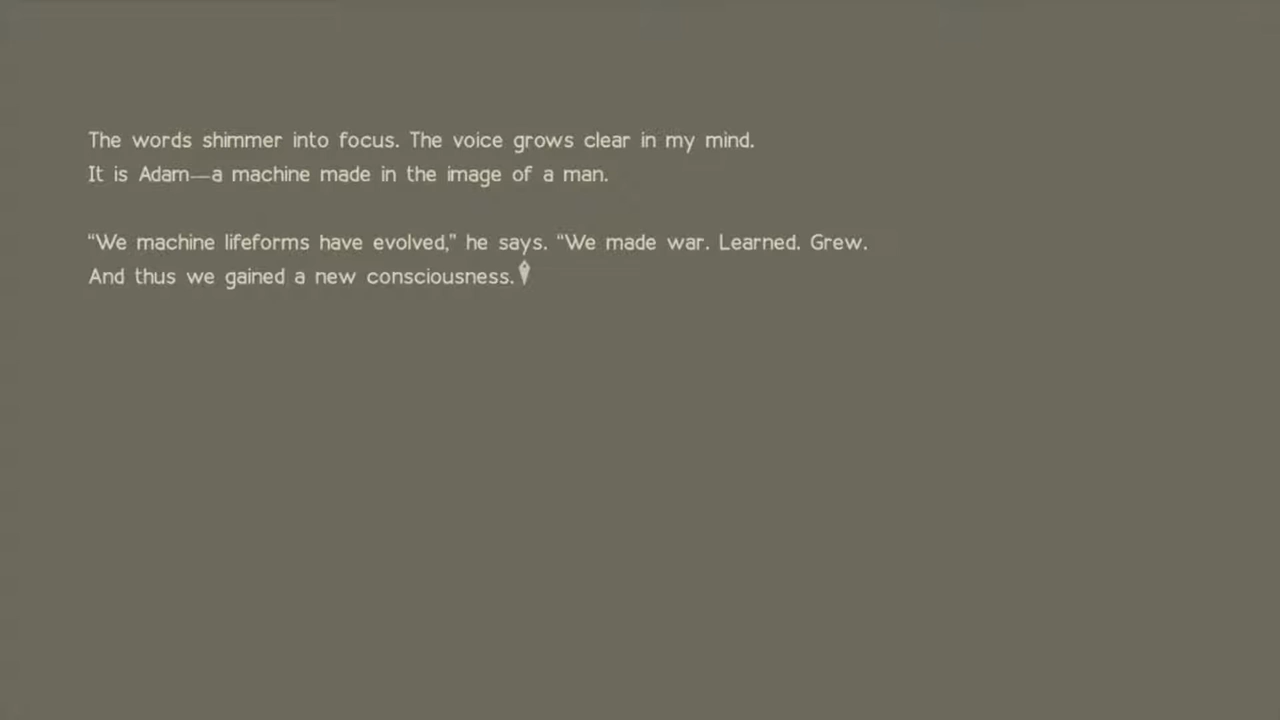 The words shimmer into focus. The voice grows clear in my mind.
It is Adam—a machine made in the image of a man.
“We machine lifeforms have evolved,” he says. “We made war. Learned. Grew.
And thus we gained a new consciousness.